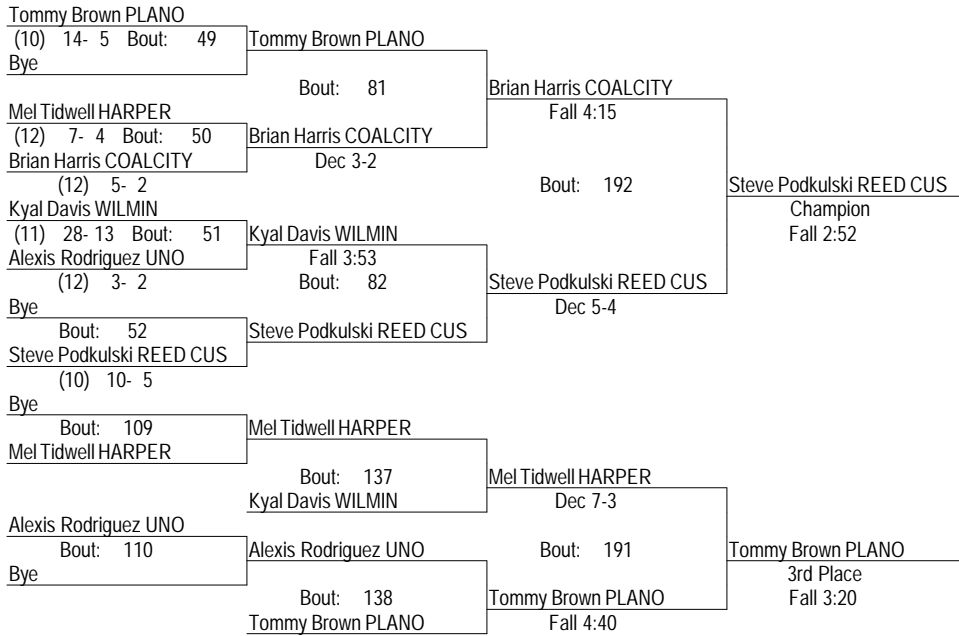 Tommy Brown PLANO
(10) 14- 5 Bout: 49 Tommy Brown PLANO
Bye
Bout: 81 Brian Harris COALCITY
Mel Tidwell HARPER Fall 4:15
(12) 7- 4 Bout: 50 Brian Harris COALCITY
Brian Harris COALCITY Dec 3-2
(12) 5- 2 Bout: 192 Steve Podkulski REED CUS
Kyal Davis WILMIN Champion
(11) 28- 13 Bout: 51 Kyal Davis WILMIN Fall 2:52
Alexis Rodriguez UNO Fall 3:53
(12) 3- 2 Bout: 82 Steve Podkulski REED CUS
Bye Dec 5-4
Bout: 52 Steve Podkulski REED CUS
Steve Podkulski REED CUS
(10) 10- 5
Bye
Bout: 109 Mel Tidwell HARPER
Mel Tidwell HARPER
Bout: 137 Mel Tidwell HARPER
Kyal Davis WILMIN Dec 7-3
Alexis Rodriguez UNO
Bout: 110 Alexis Rodriguez UNO Bout: 191 Tommy Brown PLANO
Bye 3rd Place
Bout: 138 Tommy Brown PLANO Fall 3:20
Tommy Brown PLANO Fall 4:40